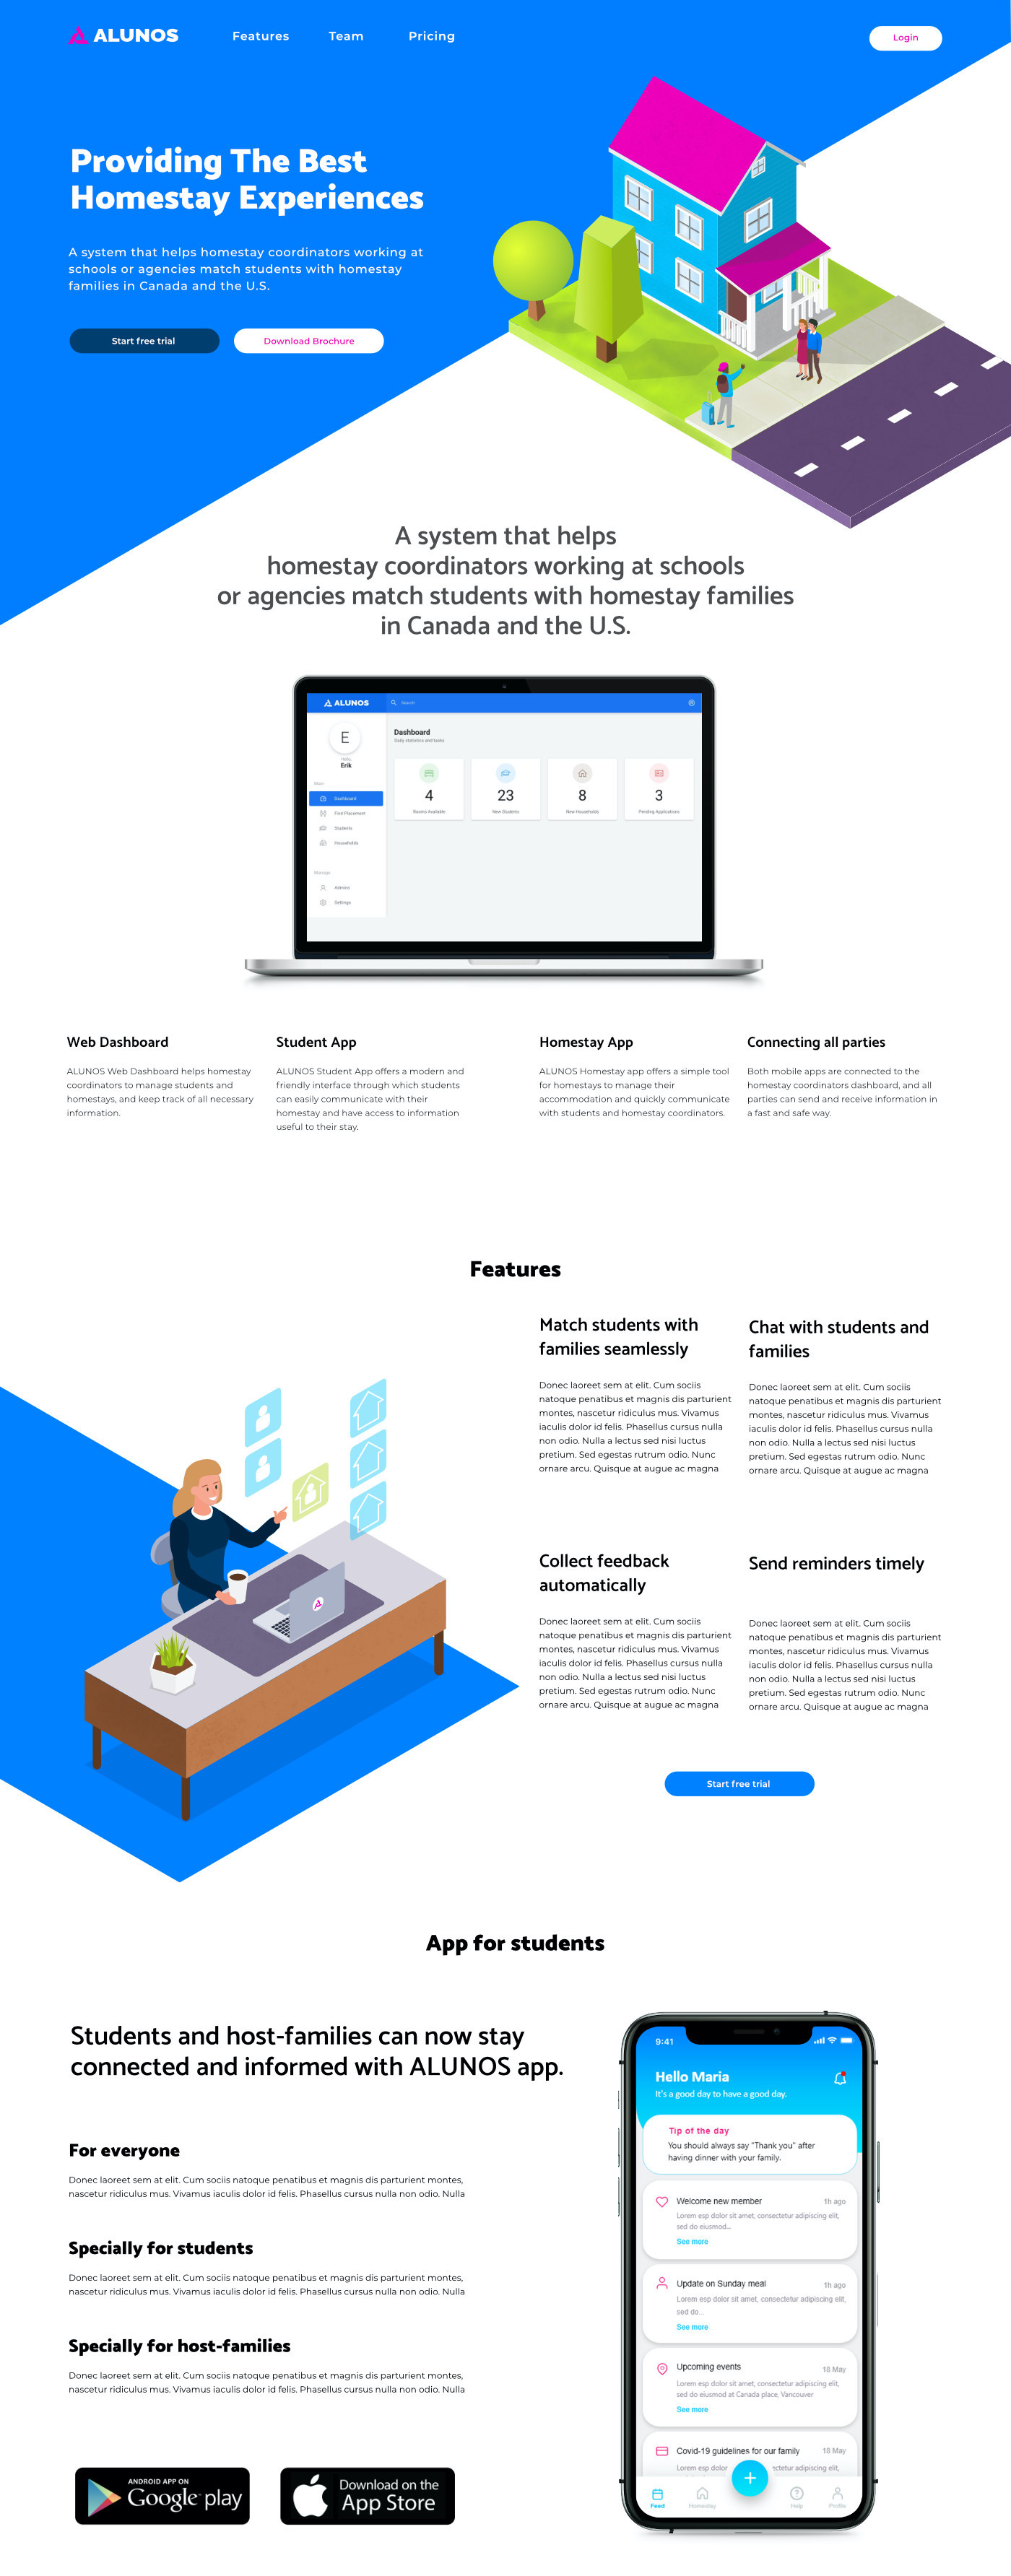 ALUNOS
Features
Team
Pricing
Login
Providing The Best
Homestay Experiences
A system that helps homestay coordinators working at
schools or agencies match students with homestay
families in Canada and the U.S.
Start free trial
Download Brochure
A system that helps
homestay coordinators working at schools
or agencies match students with homestay families
in Canada and the U.S.
ALUNOS
Search
E
Hello,
Erik
Main
Dashboard
Find Placement
Students
Households
Manage
Admins
Settings
Dashboard
Daily statistics and tasks
4
Rooms Available
23
New Students
8
New Households
3
Pending Applications
Web Dashboard
ALUNOS Web Dashboard helps homestay
coordinators to manage students and
homestays, and keep track of all necessary
information.
Student App
ALUNOS Student App offers a modern and
friendly interface through which students
can easily communicate with their
homestay and have access to information
useful to their stay.
Homestay App
ALUNOS Homestay app offers a simple tool
for homestays to manage their
accommodation and quickly communicate
with students and homestay coordinators.
Connecting all parties
Both mobile apps are connected to the
homestay coordinators dashboard, and all
parties can send and receive information in
a fast and safe way.
Features
Match students with
families seamlessly
Donec laoreet sem at elit. Cum sociis
natoque penatibus et magnis dis parturient
montes, nascetur ridiculus mus. Vivamus
iaculis dolor id felis. Phasellus cursus nulla
non odio. Nulla a lectus sed nisi luctus
pretium. Sed egestas rutrum odio. Nunc
ornare arcu. Quisque at augue ac magna
Chat with students and
families
Donec laoreet sem at elit. Cum sociis
natoque penatibus et magnis dis parturient
montes, nascetur ridiculus mus. Vivamus
iaculis dolor id felis. Phasellus cursus nulla
non odio. Nulla a lectus sed nisi luctus
pretium. Sed egestas rutrum odio. Nunc
ornare arcu. Quisque at augue ac magna
Collect feedback
automatically
Donec laoreet sem at elit. Cum sociis
natoque penatibus et magnis dis parturient
montes, nascetur ridiculus mus. Vivamus
iaculis dolor id felis. Phasellus cursus nulla
non odio. Nulla a lectus sed nisi luctus
pretium. Sed egestas rutrum odio. Nunc
ornare arcu. Quisque at augue ac magna
Send reminders timely
Donec laoreet sem at elit. Cum sociis
natoque penatibus et magnis dis parturient
montes, nascetur ridiculus mus. Vivamus
iaculis dolor id felis. Phasellus cursus nulla
non odio. Nulla a lectus sed nisi luctus
pretium. Sed egestas rutrum odio. Nunc
ornare arcu. Quisque at augue ac magna
Start free trial
App for students
Students and host-families can now stay
connected and informed with ALUNOS app.
For everyone
Donec laoreet sem at elit. Cum sociis natoque penatibus et magnis dis parturient montes,
nascetur ridiculus mus. Vivamus iaculis dolor id felis. Phasellus cursus nulla non odio. Nulla
Specially for students
Donec laoreet sem at elit. Cum sociis natoque penatibus et magnis dis parturient montes,
nascetur ridiculus mus. Vivamus iaculis dolor id felis. Phasellus cursus nulla non odio. Nulla
Specially for host-families
Donec laoreet sem at elit. Cum sociis natoque penatibus et magnis dis parturient montes,
nascetur ridiculus mus. Vivamus iaculis dolor id felis. Phasellus cursus nulla non odio. Nulla
ANDROID APP ON
Google play
Download on the
App Store
9:41
Hello Maria
It's a good day to have a good day.
Tip of the day
You should always say "Thank you" after
having dinner with your family.
Welcome new member
1h ago
Lorem esp dolor sit amet, consectetur adipiscing elit,
sed do eiusmod...
See more
Update on Sunday meal
1h ago
Lorem esp dolor sit amet, consectetur adipiscing elit,
sed do...
See more
Upcoming events
18 May
Lorem esp dolor sit amet, consectetur adipiscing elit,
sed do eiusmod at Canada place, Vancouver
See more
Covid-19 guidelines for our family
18 May
Lorem esp dolor
ectetur adipiscing elit,
Feed
Homestay
Help
Profile